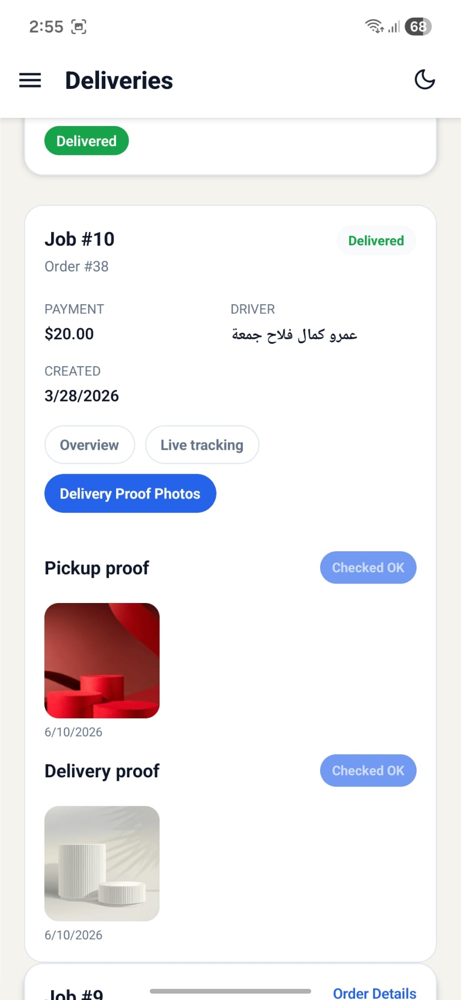 2:55
68
Deliveries
Delivered
Job #10
Delivered
Order #38
PAYMENT
DRIVER
$20.00
عمرو كمال فلاح جمعة
CREATED
3/28/2026
Overview
Live tracking
Delivery Proof Photos
Pickup proof
Checked OK
6/10/2026
Delivery proof
Checked OK
6/10/2026
Job #9
Order Details